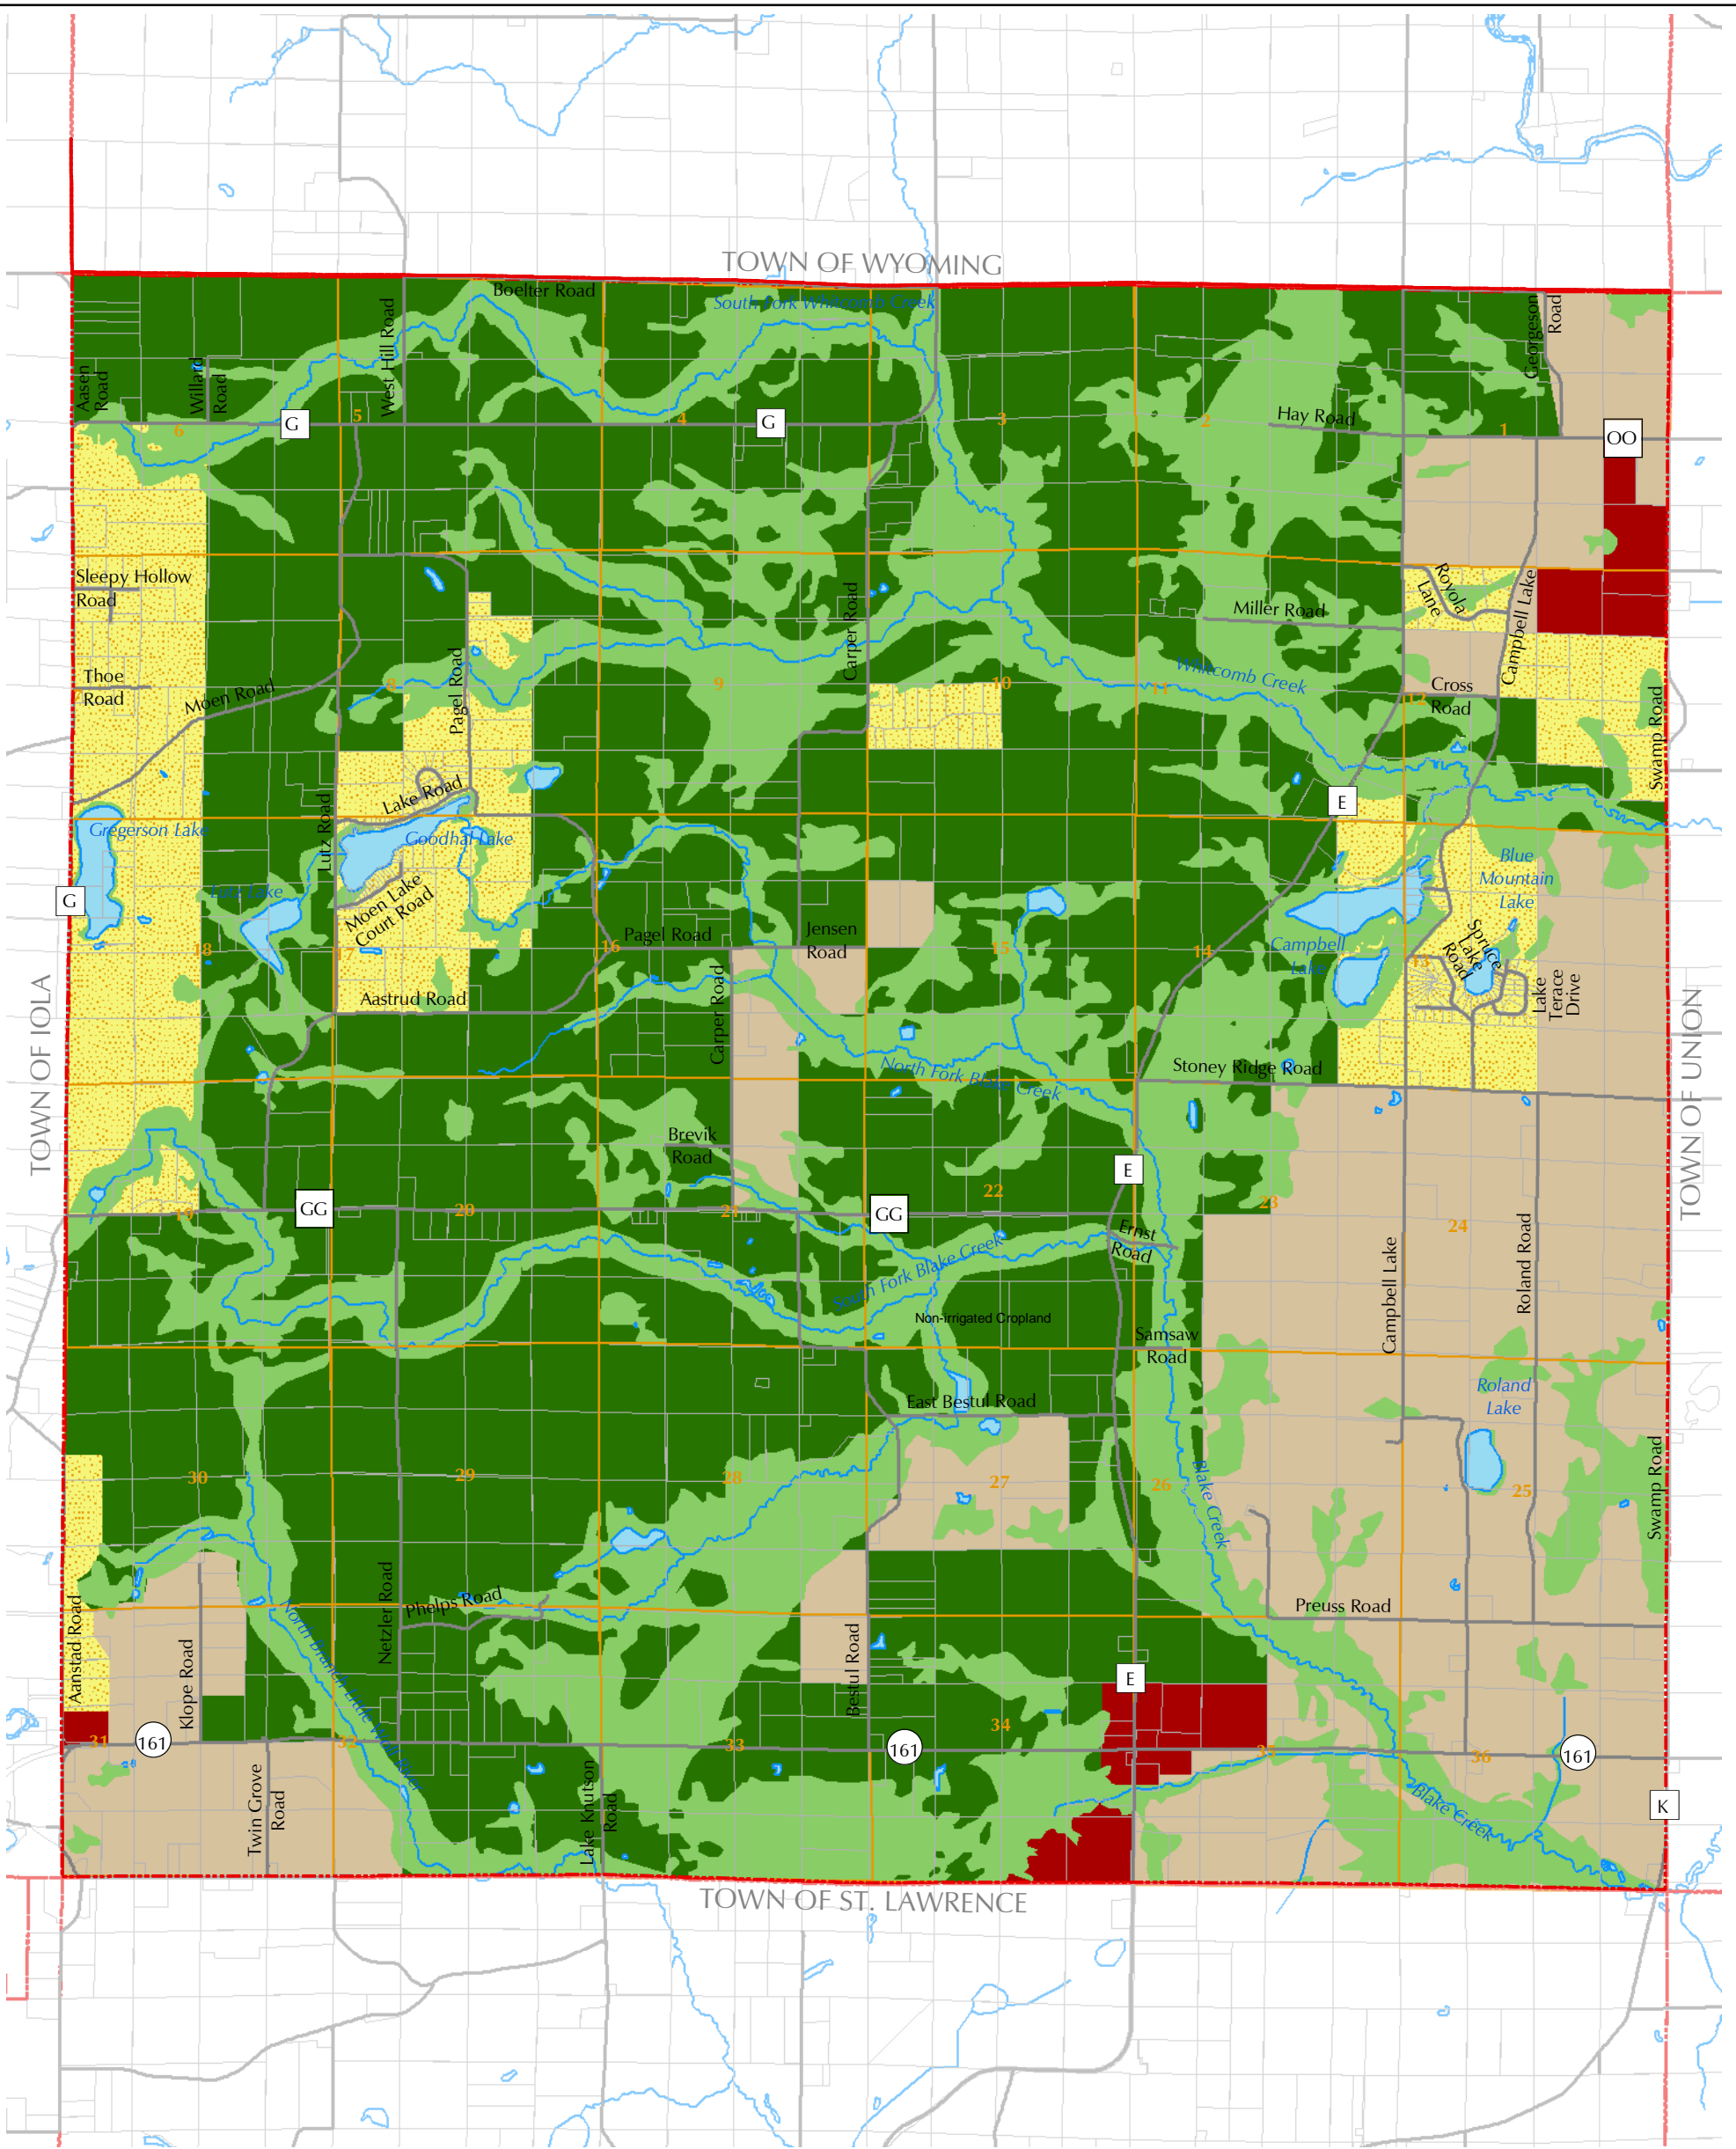 TOWN OF WYOMING
Boelter Road
South Fork Whitcomb Creek
Georgeson
Road
West Hill Road
Aasen
Road
Willard
Road
G
G
5
4
3
2
1
6
Hay Road
OO
Sleepy Hollow
Road
Royola
Lane
Miller Road
Carper Road
Campbell Lake
Thoe
Road
Moen Road
Pagel Road
8
9
10
11
Whitcomb Creek
12
Cross
Road
Swamp Road
Lake Road
E
Gregerson Lake
Lutz Road
Goodhal Lake
Blue
Mountain
Lake
G
Lutz Lake
Moen Lake
Court Road
Pagel Road
Jensen
Road
18
17
16
15
14
13
Campbell
Lake
Spruce
Lake
Road
Lake
Terace
Drive
Aastrud Road
Carper Road
TOWN OF IOLA
TOWN OF UNION
North Fork Blake Creek
Stoney Ridge Road
Brevik
Road
E
GG
GG
19
20
21
22
23
24
Ernst
Road
South Fork Blake Creek
Campbell Lake
Roland Road
Non-irrigated Cropland
Samsaw
Road
East Bestul Road
Roland
Lake
30
29
28
27
26
25
Blake Creek
Swamp Road
Netzler Road
Phelps Road
Preuss Road
Aanstad Road
Klope Road
North Branch Little Wolf River
Bestul Road
E
31
161
32
33
161
34
35
36
161
Twin Grove
Road
Lake Knutson
Road
Blake Creek
K
TOWN OF ST. LAWRENCE